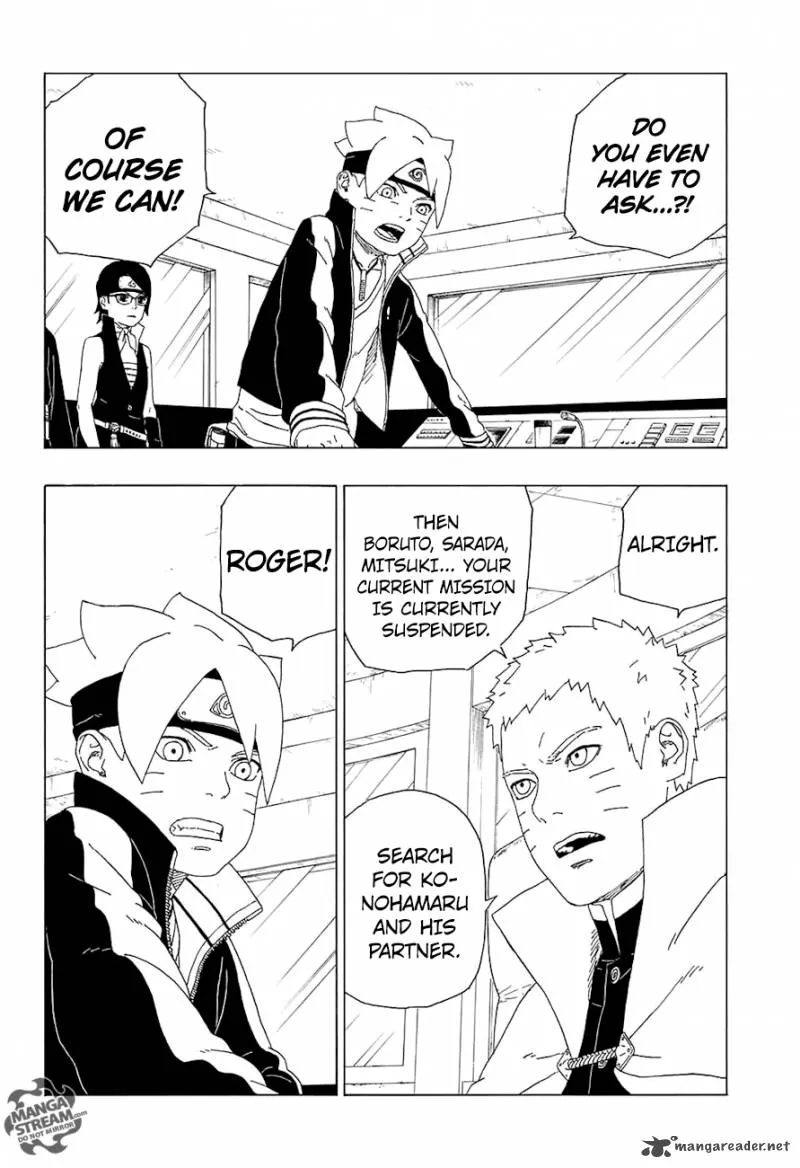 DO
YOU EVEN
HAVE TO
ASK...?!
OF
COURSE
WE CAN!
ALRIGHT.
THEN
BORUTO, SARADA,
MITSUKI... YOUR
CURRENT MISSION
IS CURRENTLY
SUSPENDED.
SEARCH
FOR KO-
NOHAMARU
AND HIS
PARTNER.
ROGER!
MANGA
STREAM.com
DO NOT MIRROR!
mangareader.net